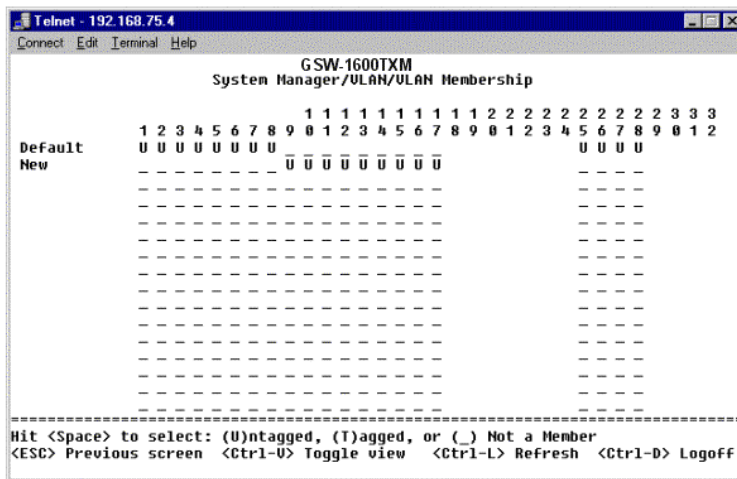 Telnet - 192.168.75.4
Connect Edit Terminal Help
GSW-1600TXM
System Manager/VLAN/VLAN Membership
1 1 1 1 1 1 1 1 1 1 2 2 2 2 2 2 2 2 2 2 3 3 3
1 2 3 4 5 6 7 8 9 0 1 2 3 4 5 6 7 8 9 0 1 2 3 4 5 6 7 8 9 0 1 2
Default U U U U U U U U _ _ _ _ _ _ _ _ _ U U U U
New _ _ _ _ _ _ _ _ U U U U U U U U U _ _ _ _
_ _ _ _ _ _ _ _ _ _ _ _ _ _ _ _ _ _ _ _ _
_ _ _ _ _ _ _ _ _ _ _ _ _ _ _ _ _ _ _ _ _
_ _ _ _ _ _ _ _ _ _ _ _ _ _ _ _ _ _ _ _ _
_ _ _ _ _ _ _ _ _ _ _ _ _ _ _ _ _ _ _ _ _
_ _ _ _ _ _ _ _ _ _ _ _ _ _ _ _ _ _ _ _ _
_ _ _ _ _ _ _ _ _ _ _ _ _ _ _ _ _ _ _ _ _
_ _ _ _ _ _ _ _ _ _ _ _ _ _ _ _ _ _ _ _ _
_ _ _ _ _ _ _ _ _ _ _ _ _ _ _ _ _ _ _ _ _
_ _ _ _ _ _ _ _ _ _ _ _ _ _ _ _ _ _ _ _ _
_ _ _ _ _ _ _ _ _ _ _ _ _ _ _ _ _ _ _ _ _
_ _ _ _ _ _ _ _ _ _ _ _ _ _ _ _ _ _ _ _ _
_ _ _ _ _ _ _ _ _ _ _ _ _ _ _ _ _ _ _ _ _
_ _ _ _ _ _ _ _ _ _ _ _ _ _ _ _ _ _ _ _ _
_ _ _ _ _ _ _ _ _ _ _ _ _ _ _ _ _ _ _ _ _
================================================================================
Hit <Space> to select: (U)ntagged, (T)agged, or (_) Not a Member
<ESC> Previous screen <Ctrl-V> Toggle view <Ctrl-L> Refresh <Ctrl-D> Logoff